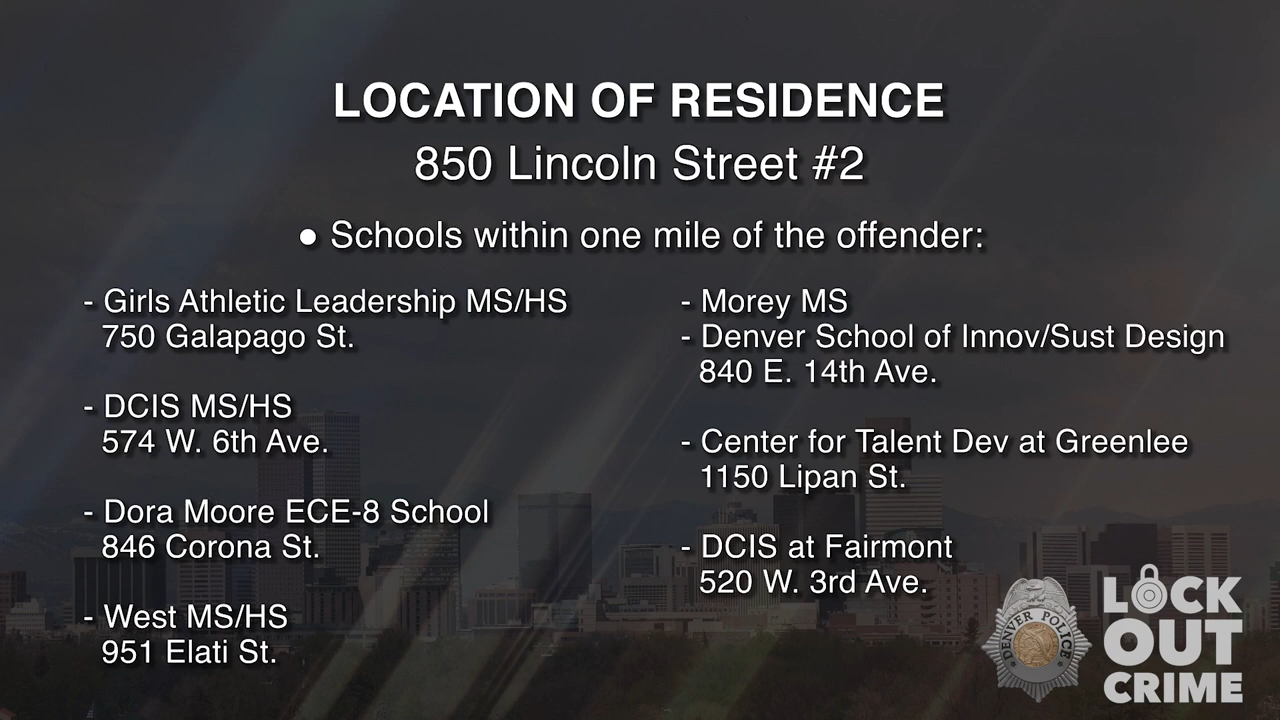 LOCATION OF RESIDENCE
850 Lincoln Street #2
● Schools within one mile of the offender:
- Girls Athletic Leadership MS/HS
750 Galapago St.
- DCIS MS/HS
574 W. 6th Ave.
- Dora Moore ECE-8 School
846 Corona St.
- West MS/HS
951 Elati St.
- Morey MS
- Denver School of Innov/Sust Design
840 E. 14th Ave.
- Center for Talent Dev at Greenlee
1150 Lipan St.
- DCIS at Fairmont
520 W. 3rd Ave.
DENVER POLICE
LOCK
OUT
CRIME